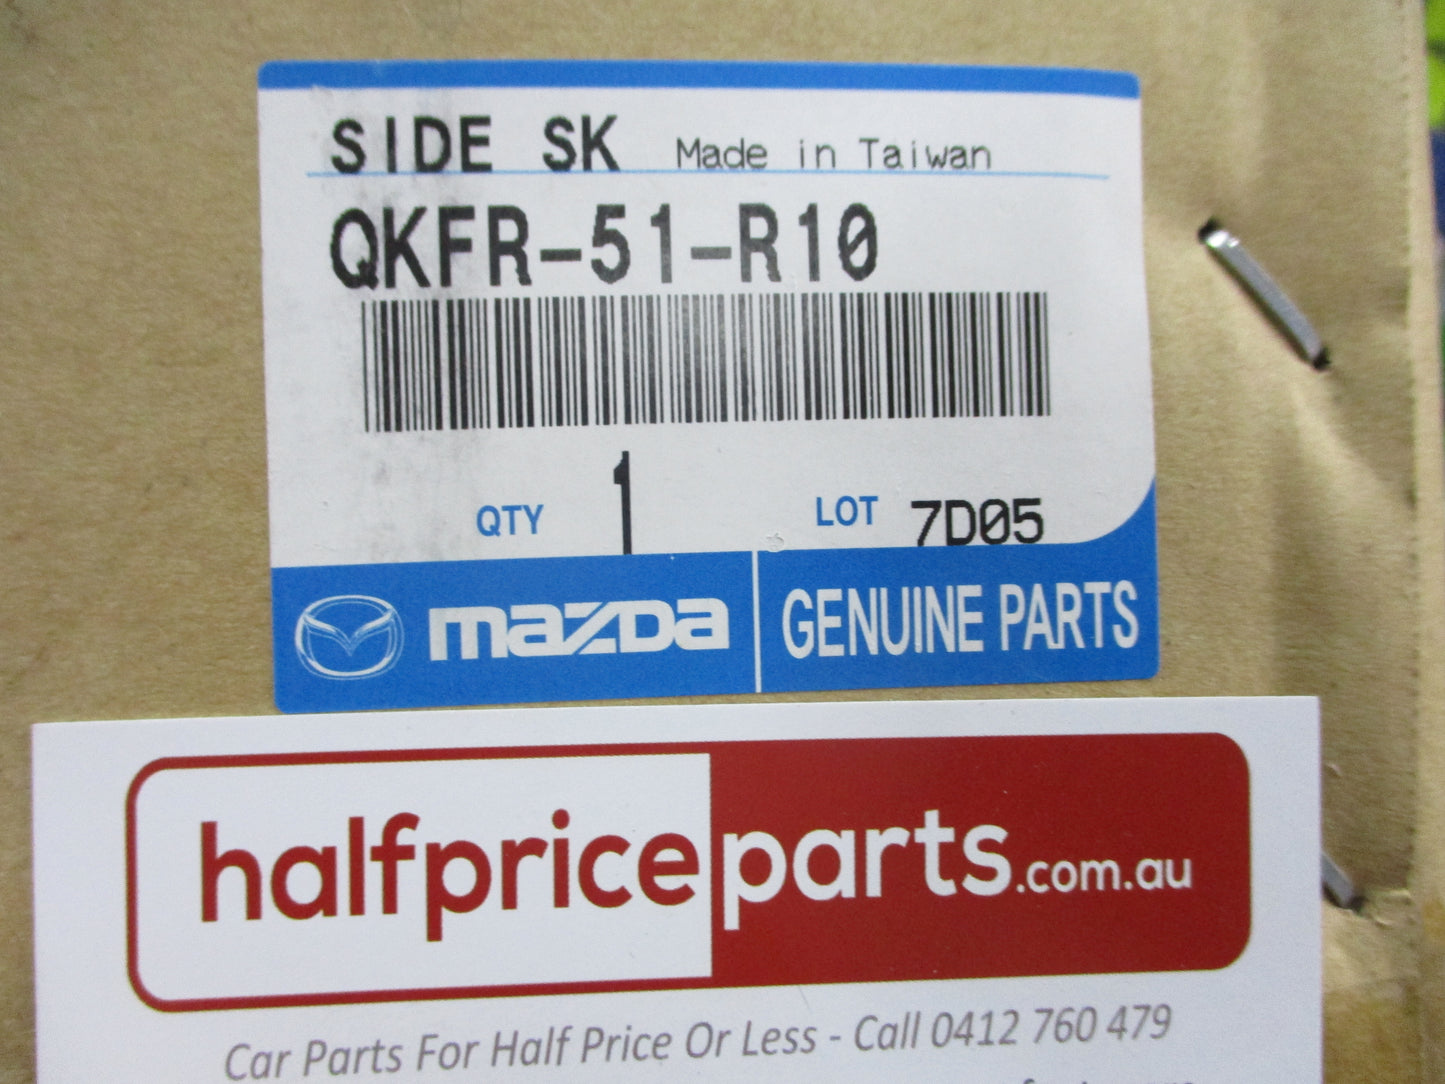 SIDE SK Made in Taiwan
QKFR-51-R10
QTY 1 LOT 7D05
mazda GENUINE PARTS
halfpriceparts.com.au
Car Parts For Half Price Or Less - Call 0412 760 479